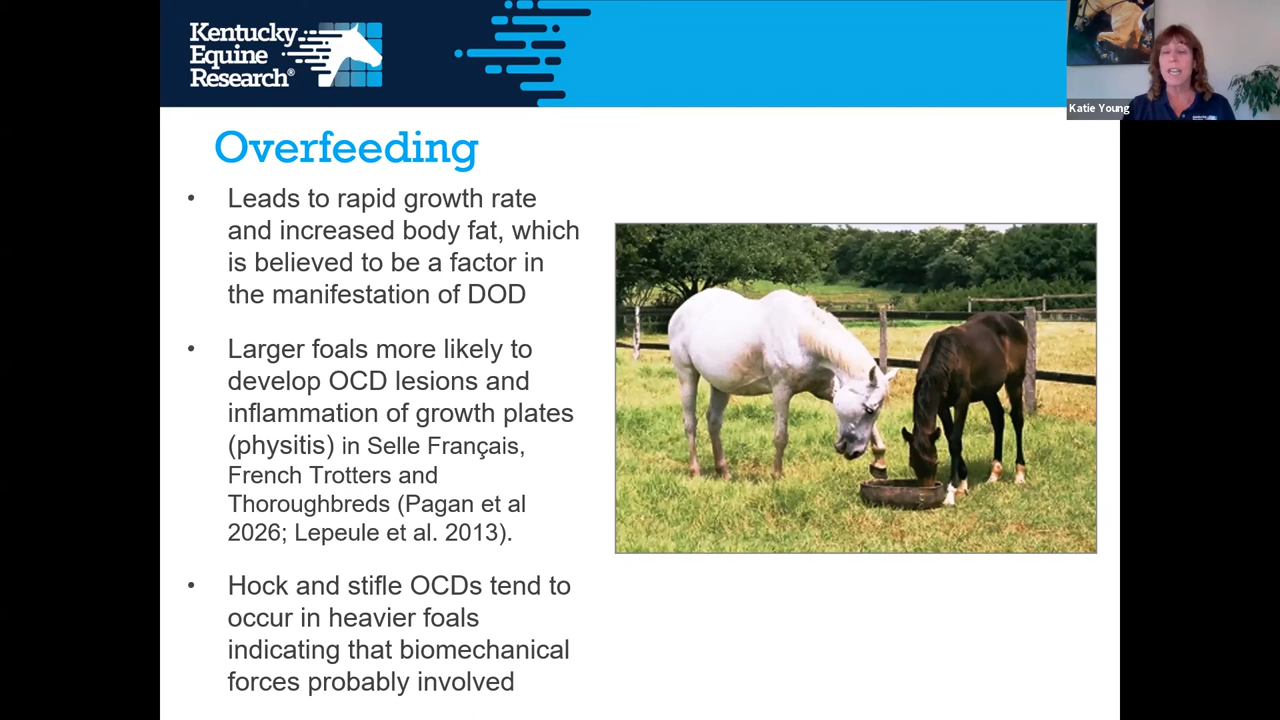 Kentucky
Equine
Research®
Katie Young
Overfeeding
• Leads to rapid growth rate
and increased body fat, which
is believed to be a factor in
the manifestation of DOD
• Larger foals more likely to
develop OCD lesions and
inflammation of growth plates
(physitis) in Selle Français,
French Trotters and
Thoroughbreds (Pagan et al
2026; Lepeule et al. 2013).
• Hock and stifle OCDs tend to
occur in heavier foals
indicating that biomechanical
forces probably involved